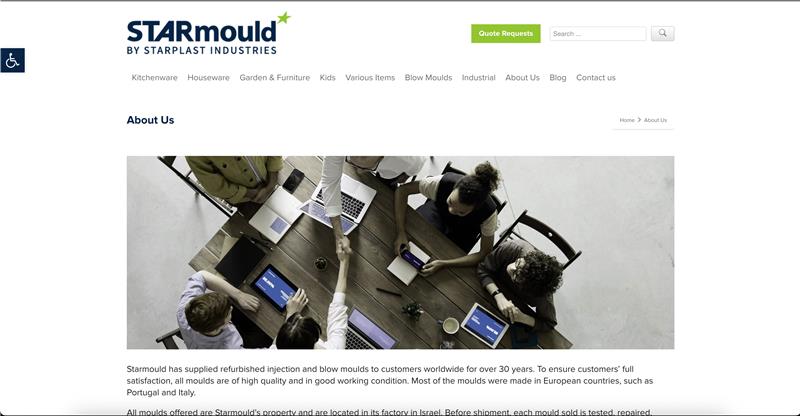 STARmould
BY STARPLAST INDUSTRIES
Quote Requests
Search ...
Kitchenware Houseware Garden & Furniture Kids Various Items Blow Moulds Industrial About Us Blog Contact us
About Us
Home > About Us
Starmould has supplied refurbished injection and blow moulds to customers worldwide for over 30 years. To ensure customers' full
satisfaction, all moulds are of high quality and in good working condition. Most of the moulds were made in European countries, such as
Portugal and Italy.
All moulds offered are Starmould's property and are located in its factory in Israel. Before shipment, each mould sold is tested, repaired,